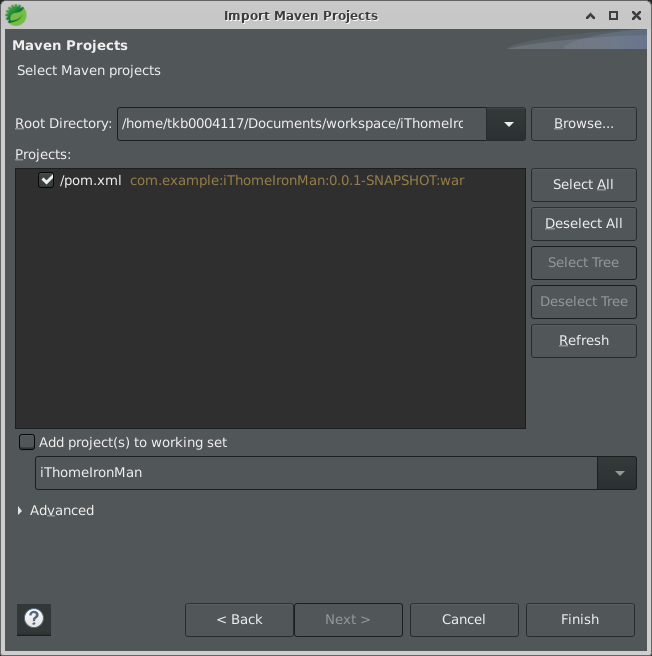 Import Maven Projects
Maven Projects
Select Maven projects
Root Directory: /home/tkb0004117/Documents/workspace/iThomeIrc Browse...
Projects:
/pom.xml com.example:iThomeIronMan:0.0.1-SNAPSHOT:war
Select All
Deselect All
Select Tree
Deselect Tree
Refresh
Add project(s) to working set
iThomeIronMan
Advanced
? < Back Next > Cancel Finish